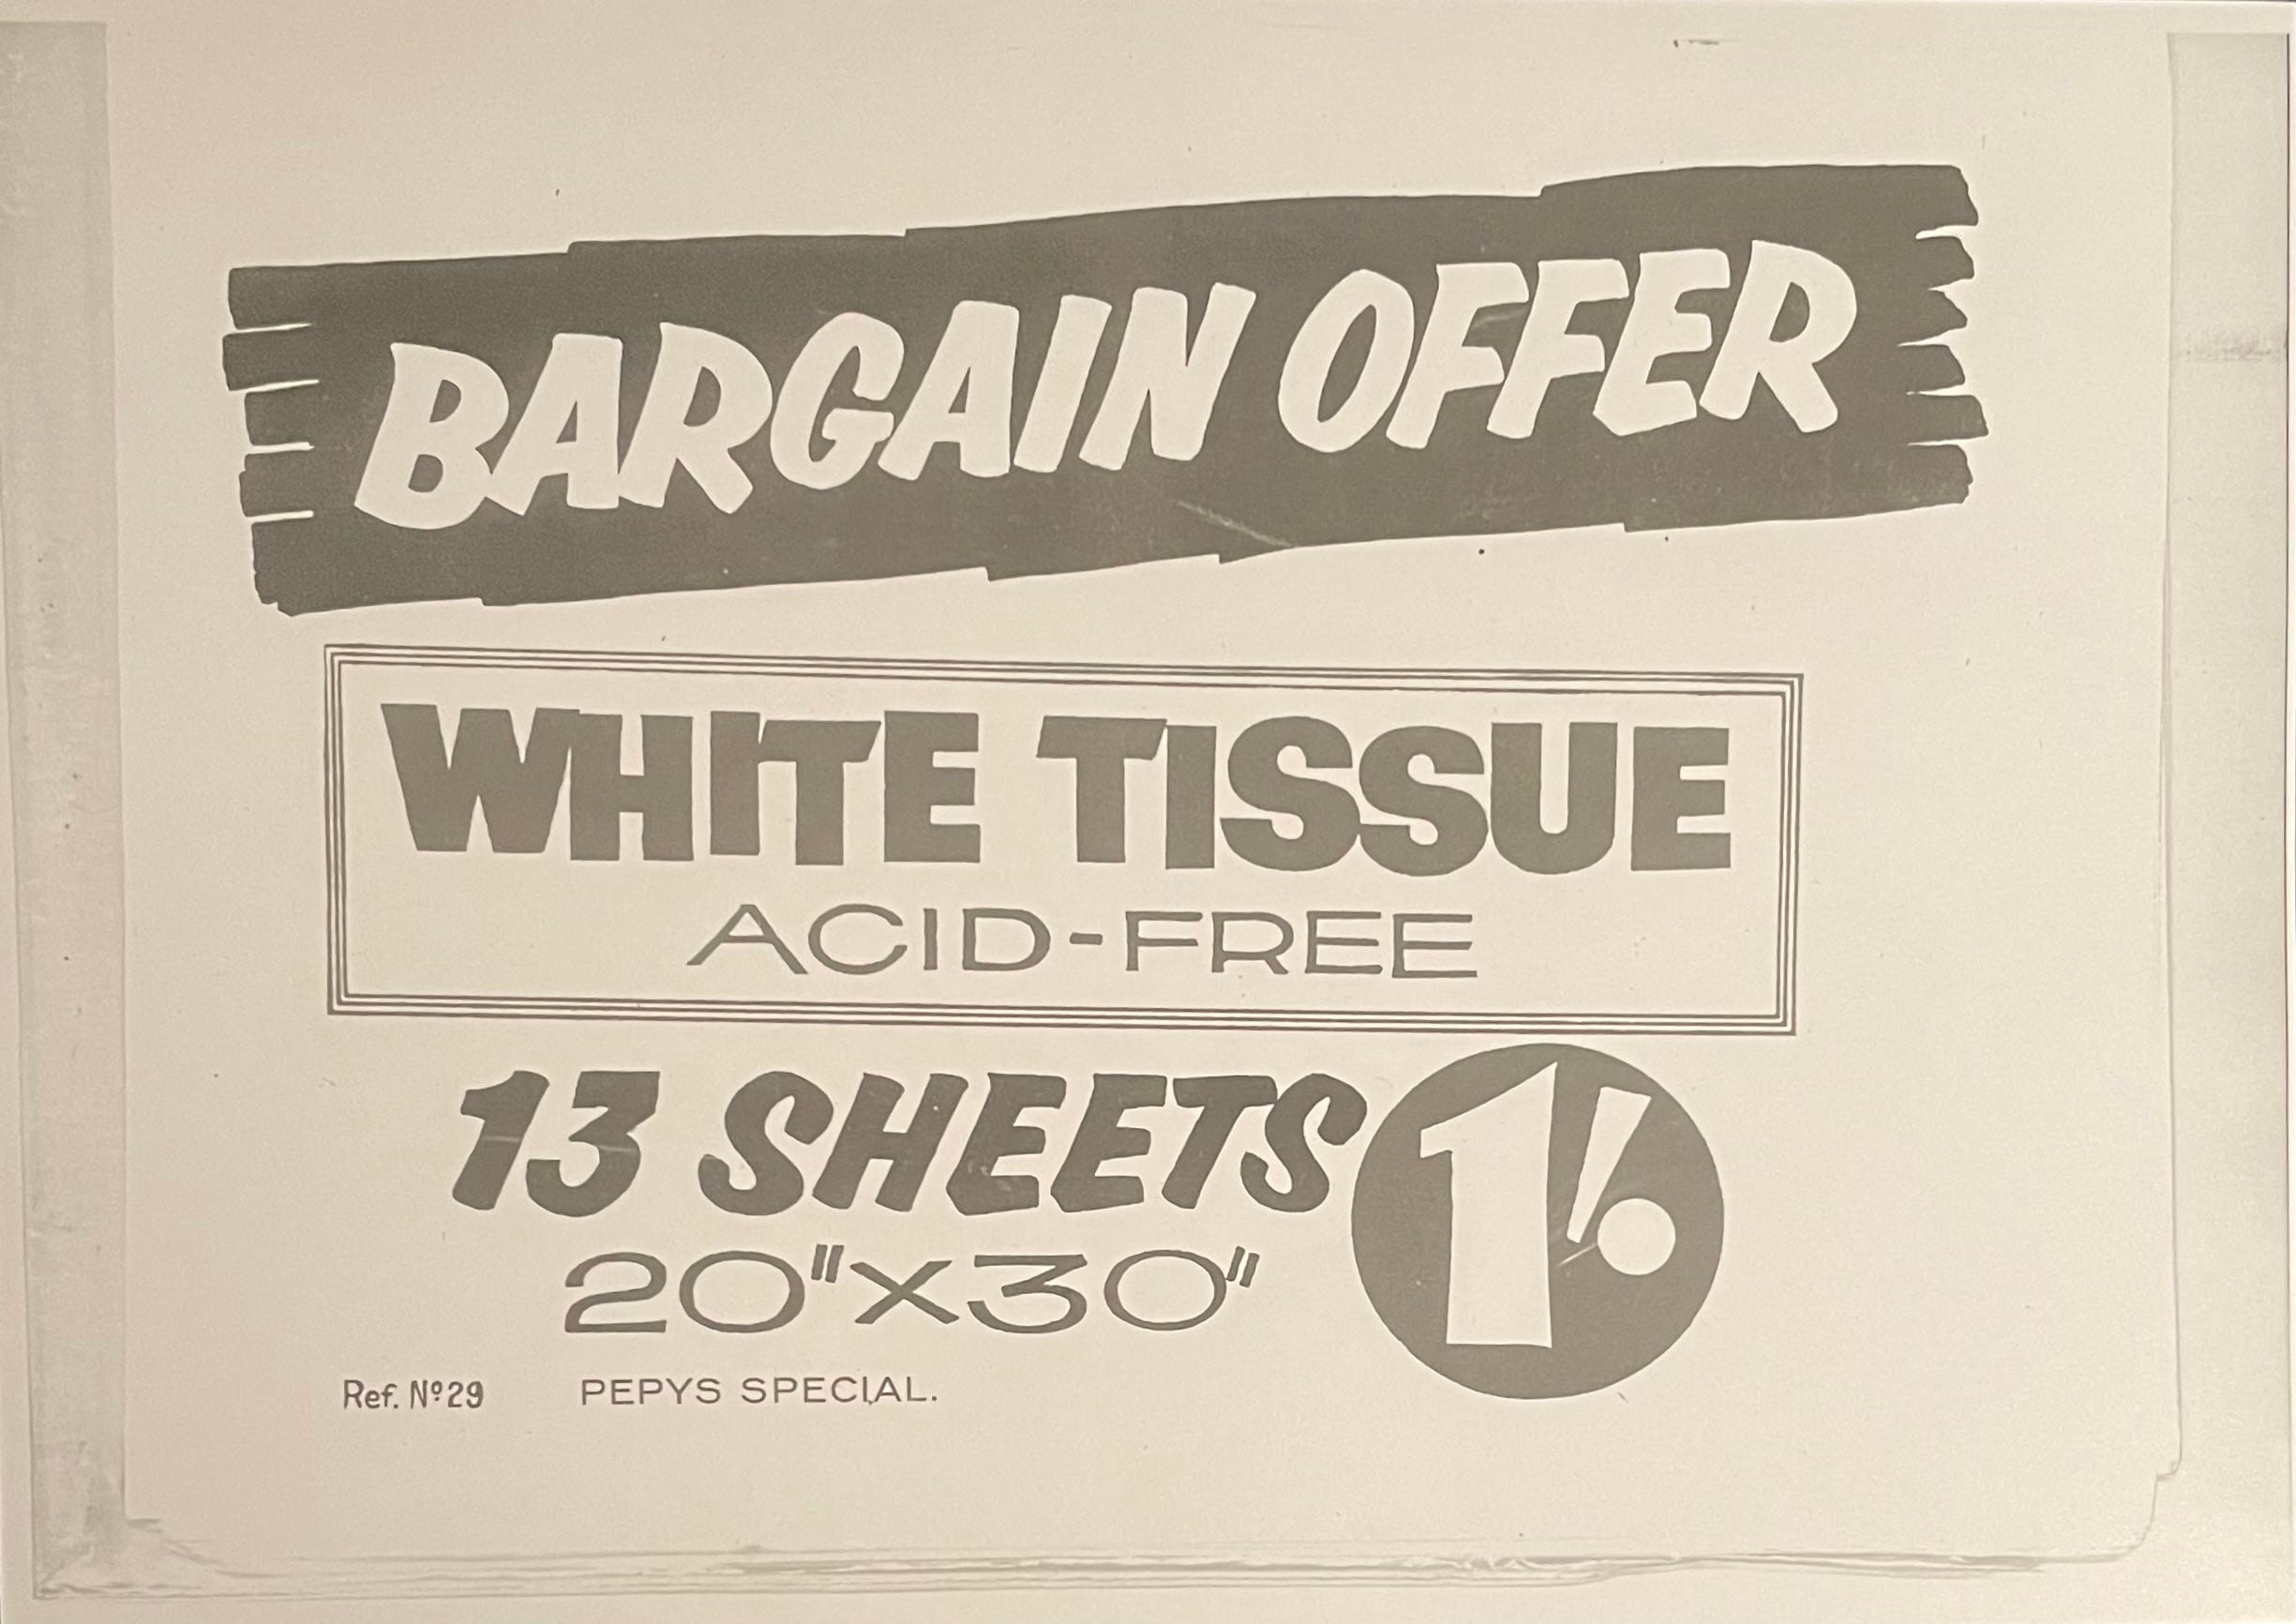 BARGAIN OFFER
WHITE TISSUE
ACID-FREE
13 SHEETS
1/.
20"X30"
Ref. Nº29 PEPYS SPECIAL.